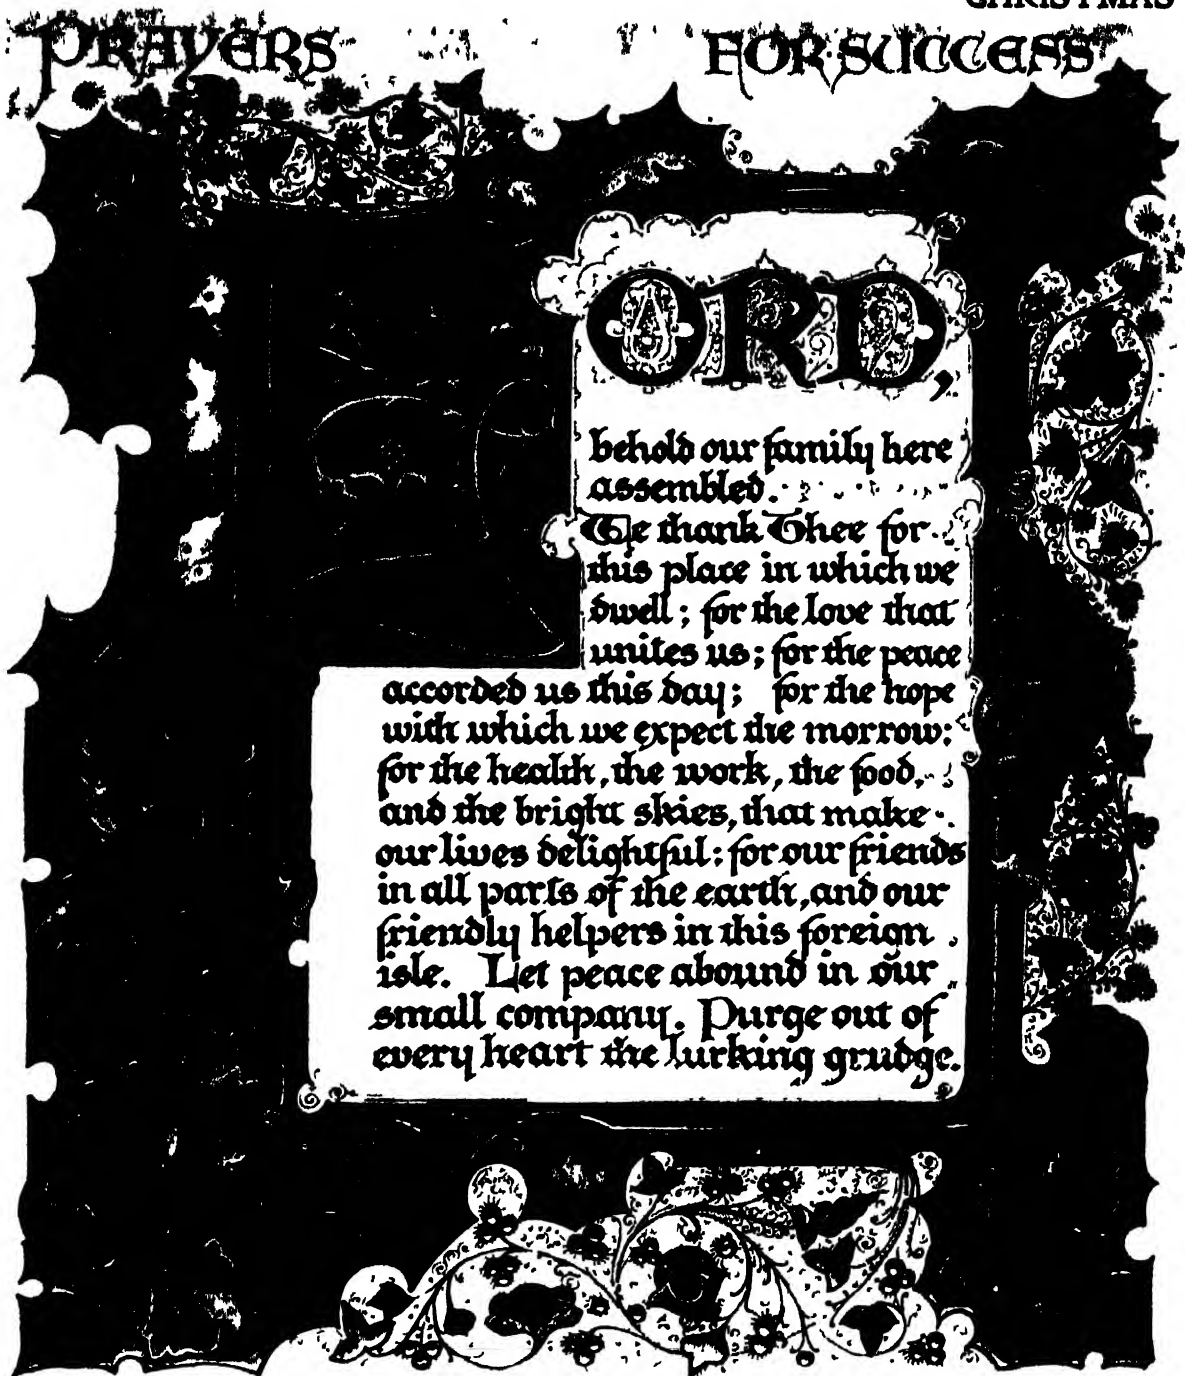 CHRISTMAS
PRAYERS FOR SUCCESS
ORD,
behold our family here
assembled.
We thank Thee for
this place in which we
dwell; for the love that
unites us; for the peace
accorded us this day; for the hope
with which we expect the morrow;
for the health, the work, the food,
and the bright skies, that make
our lives delightful; for our friends
in all parts of the earth, and our
friendly helpers in this foreign
isle. Let peace abound in our
small company. Purge out of
every heart the lurking grudge.